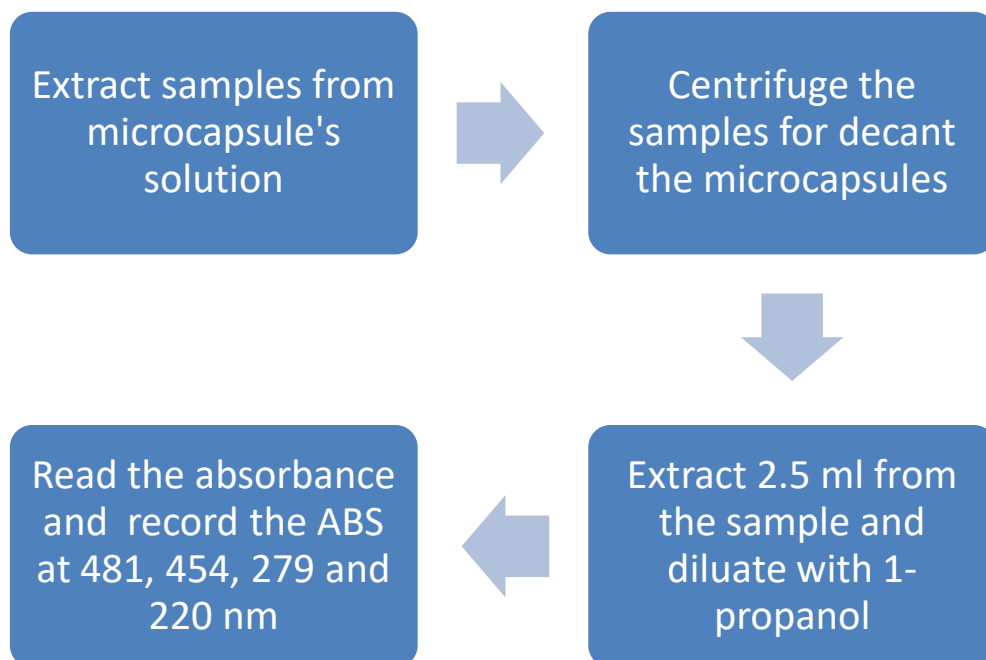 Extract samples from
microcapsule's
solution
Centrifuge the
samples for decant
the microcapsules
Extract 2.5 ml from
the sample and
diluate with 1-
propanol
Read the absorbance
and  record the ABS
at 481, 454, 279 and
220 nm